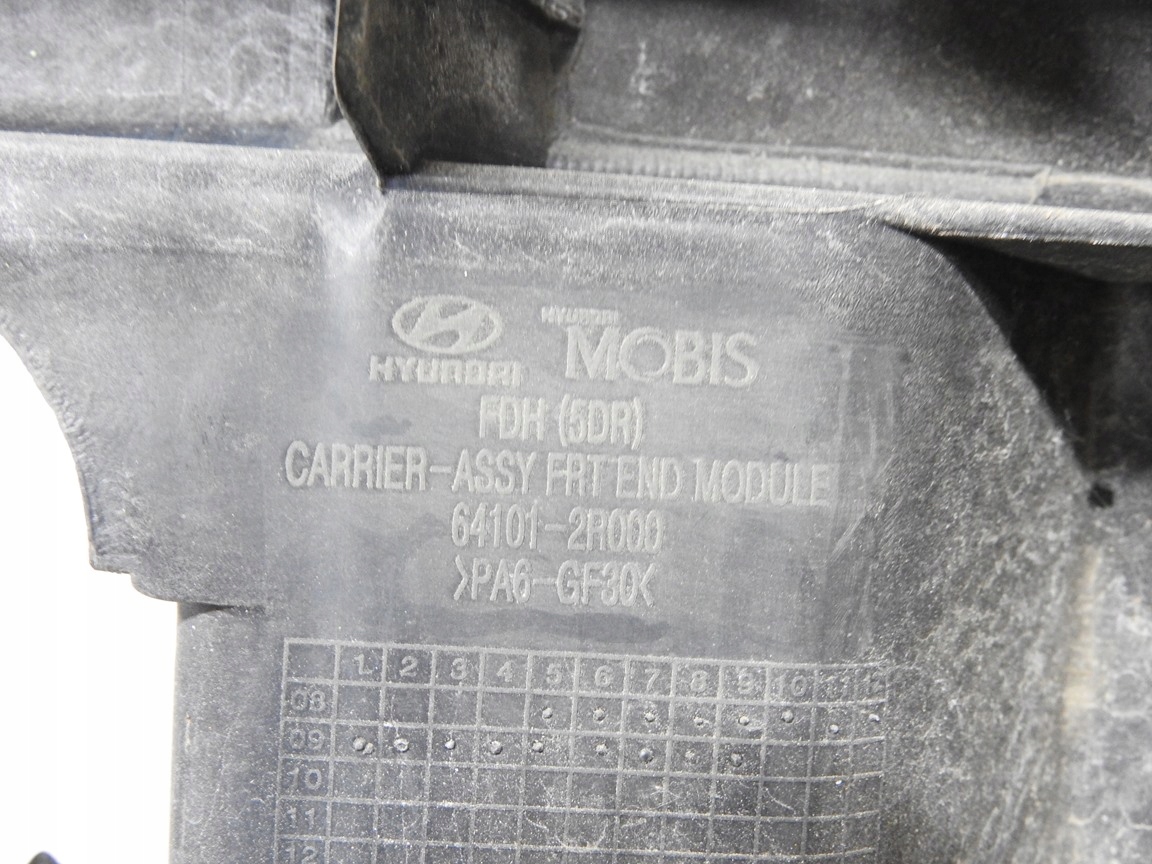 HYUNDAI
HYUNDAI
MOBIS
FDH (5DR)
CARRIER-ASSY FRT END MODULE
64101-2R000
>PA6-GF30<
1 2 3 4 5 6 7 8 9 10 11 12
08
09
10
11
12